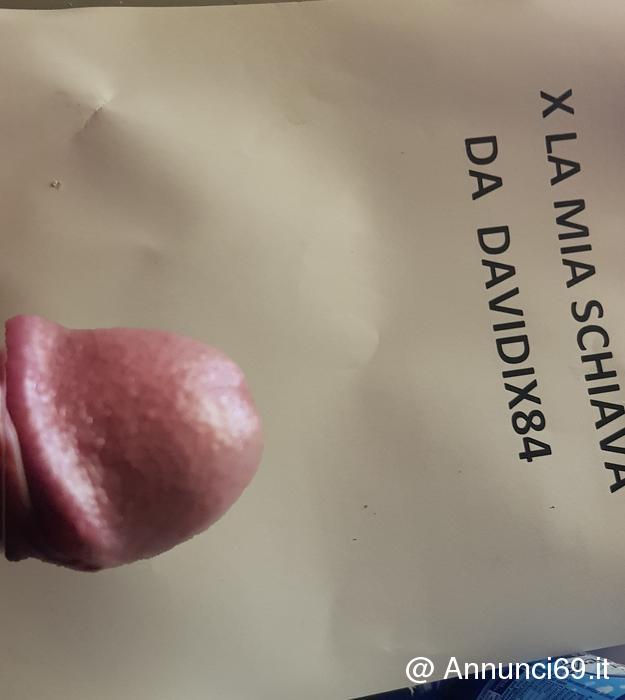 X LA MIA SCHIAVA
DA DAVIDIX84
@ Annunci69.it